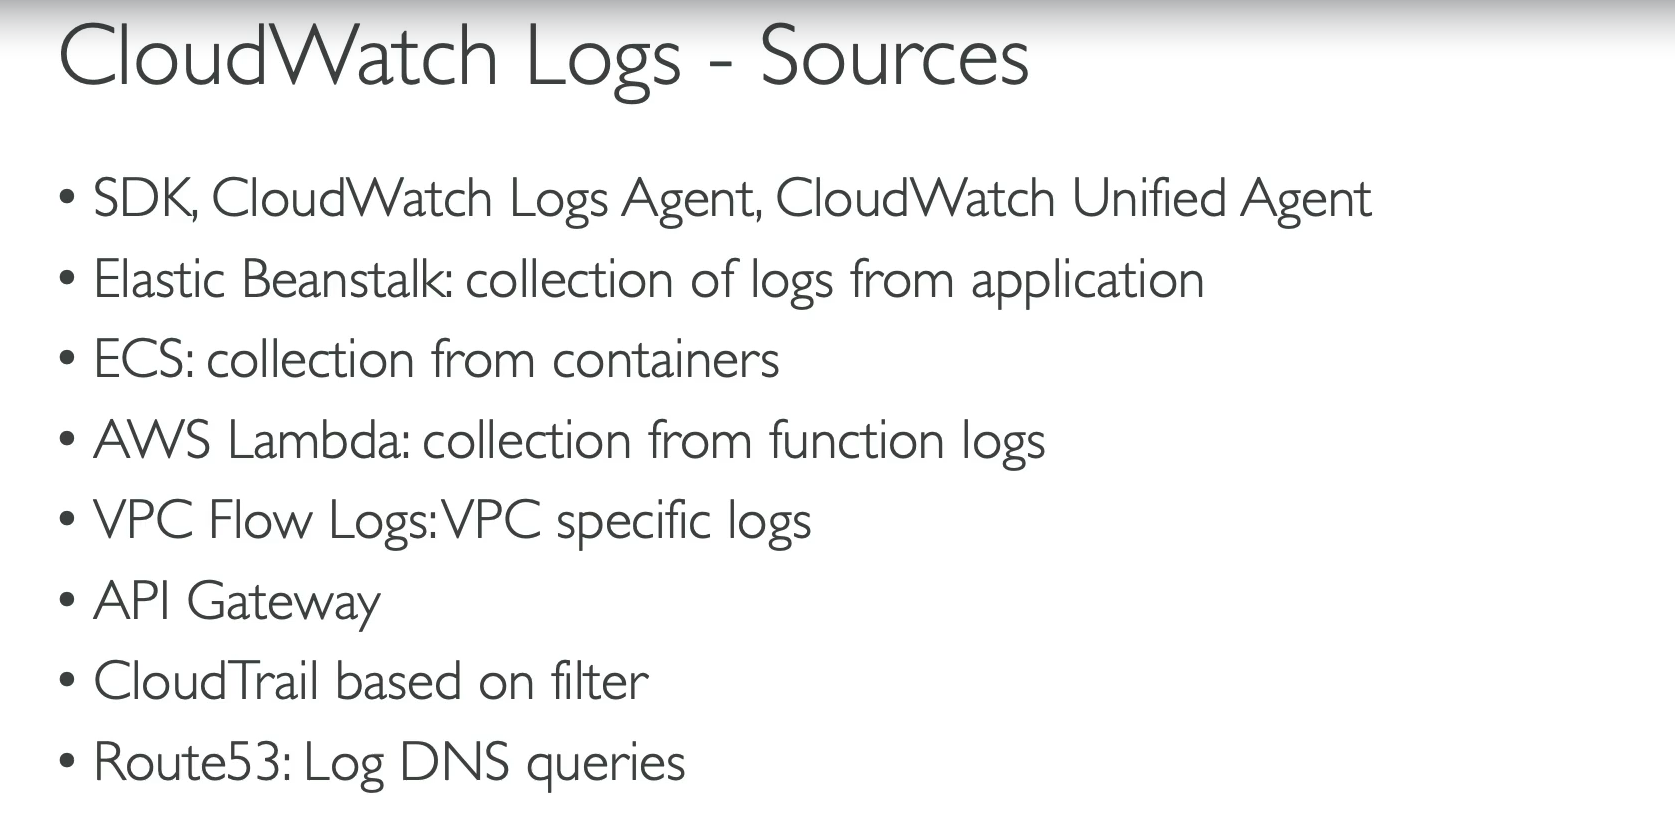 CloudWatch Logs - Sources
• SDK, CloudWatch Logs Agent, CloudWatch Unified Agent
• Elastic Beanstalk: collection of logs from application
• ECS: collection from containers
• AWS Lambda: collection from function logs
• VPC Flow Logs: VPC specific logs
• API Gateway
• CloudTrail based on filter
• Route53: Log DNS queries